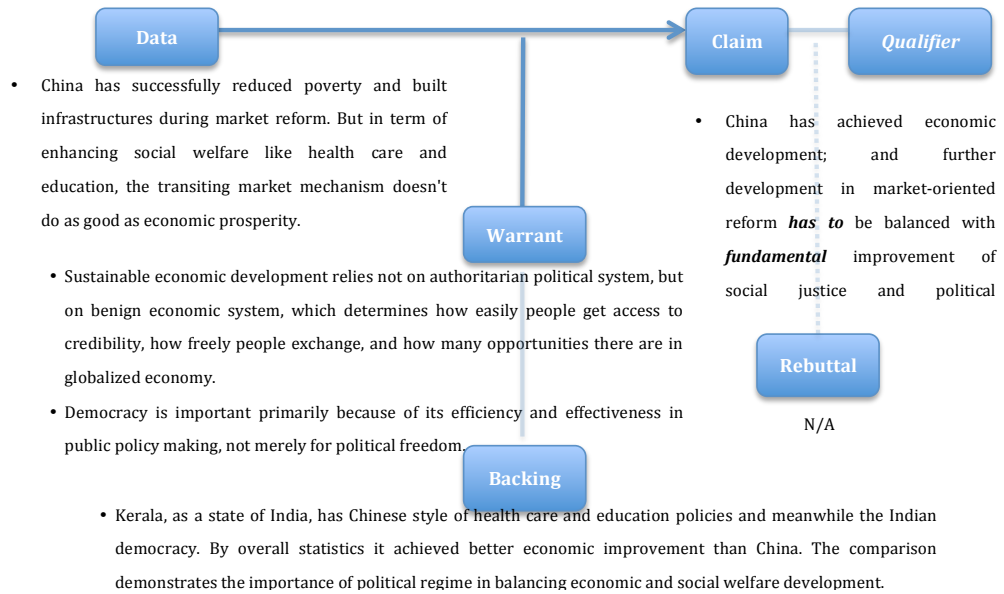 Data
Claim
Qualifier
• China has successfully reduced poverty and built
infrastructures during market reform. But in term of
enhancing social welfare like health care and
education, the transiting market mechanism doesn't
do as good as economic prosperity.
• China has achieved economic
development; and further
development in market-oriented
reform has to be balanced with
fundamental improvement of
social justice and political
Warrant
• Sustainable economic development relies not on authoritarian political system, but
on benign economic system, which determines how easily people get access to
credibility, how freely people exchange, and how many opportunities there are in
globalized economy.
• Democracy is important primarily because of its efficiency and effectiveness in
public policy making, not merely for political freedom.
Rebuttal
N/A
Backing
• Kerala, as a state of India, has Chinese style of health care and education policies and meanwhile the Indian
democracy. By overall statistics it achieved better economic improvement than China. The comparison
demonstrates the importance of political regime in balancing economic and social welfare development.